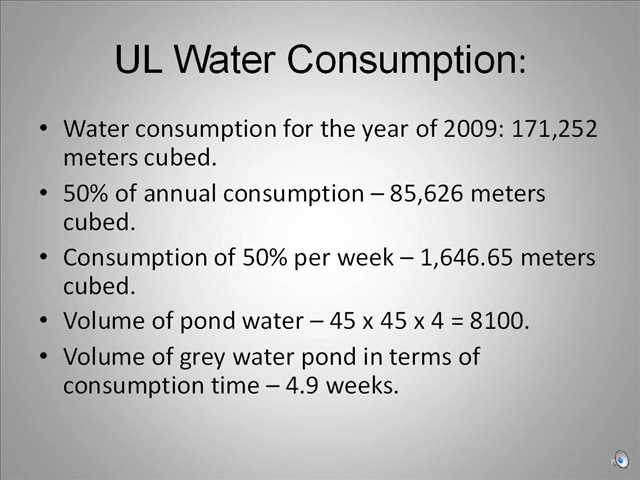 UL Water Consumption:
• Water consumption for the year of 2009: 171,252
meters cubed.
• 50% of annual consumption – 85,626 meters
cubed.
• Consumption of 50% per week – 1,646.65 meters
cubed.
• Volume of pond water – 45 x 45 x 4 = 8100.
• Volume of grey water pond in terms of
consumption time – 4.9 weeks.